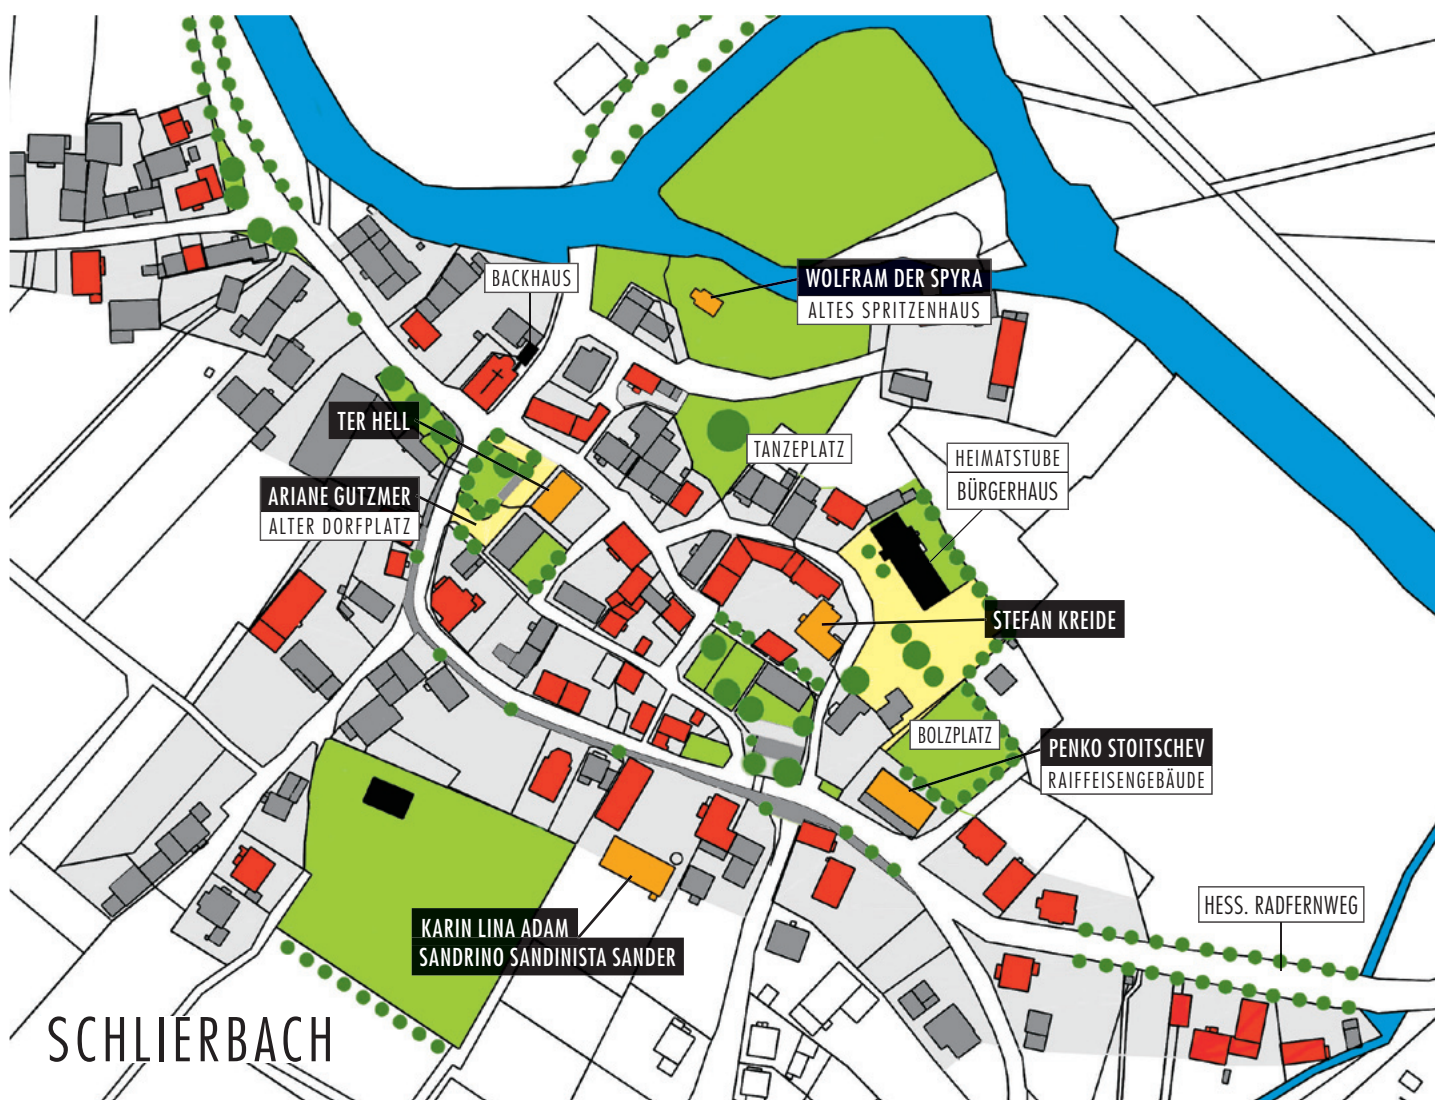 BACKHAUS
WOLFRAM DER SPYRA
ALTES SPRITZENHAUS
TER HELL
TANZEPLATZ
HEIMATSTUBE
BÜRGERHAUS
ARIANE GUTZMER
ALTER DORFPLATZ
STEFAN KREIDE
BOLZPLATZ
PENKO STOITSCHEV
RAIFFEISENGEBÄUDE
HESS. RADFERNWEG
KARIN LINA ADAM
SANDRINO SANDINISTA SANDER
SCHLIERBACH